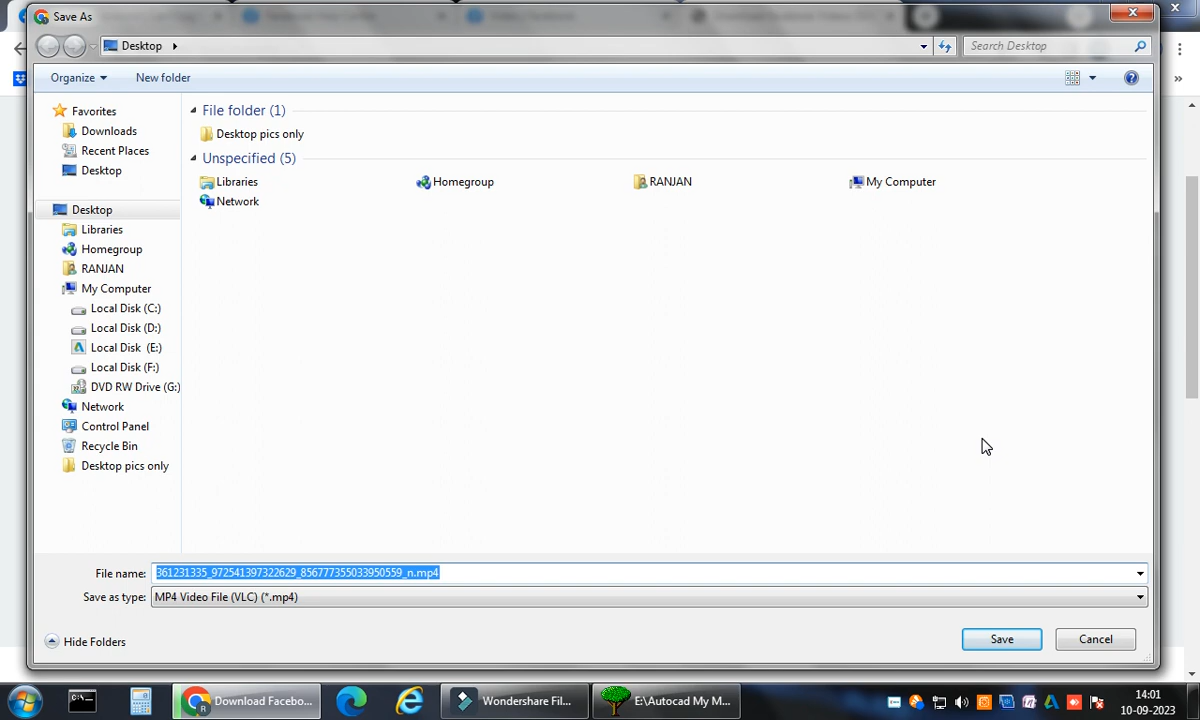 Save As
Desktop
Search Desktop
Organize
New folder
Favorites
Downloads
Recent Places
Desktop
Desktop
Libraries
Homegroup
RANJAN
My Computer
Local Disk (C:)
Local Disk (D:)
Local Disk  (E:)
Local Disk (F:)
DVD RW Drive (G:)
Network
Control Panel
Recycle Bin
Desktop pics only
File folder (1)
Desktop pics only
Unspecified (5)
Libraries
Homegroup
RANJAN
My Computer
Network
File name: 361231335_972541397322629_856777355033950559_n.mp4
Save as type: MP4 Video File (VLC) (*.mp4)
Hide Folders
Save
Cancel
Download Facebo...
Wondershare Fil...
E:\Autocad My M...
14:01
10-09-2023